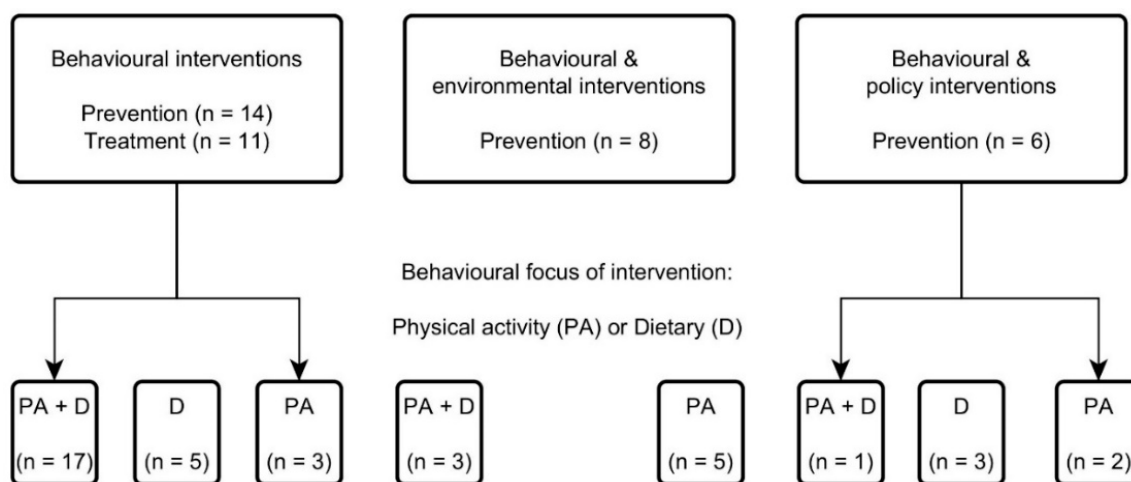 Behavioural interventions
Prevention (n = 14)
Treatment (n = 11)
Behavioural &
environmental interventions
Prevention (n = 8)
Behavioural &
policy interventions
Prevention (n = 6)
Behavioural focus of intervention:
Physical activity (PA) or Dietary (D)
PA + D
(n = 17)
D
(n = 5)
PA
(n = 3)
PA + D
(n = 3)
PA
(n = 5)
PA + D
(n = 1)
D
(n = 3)
PA
(n = 2)